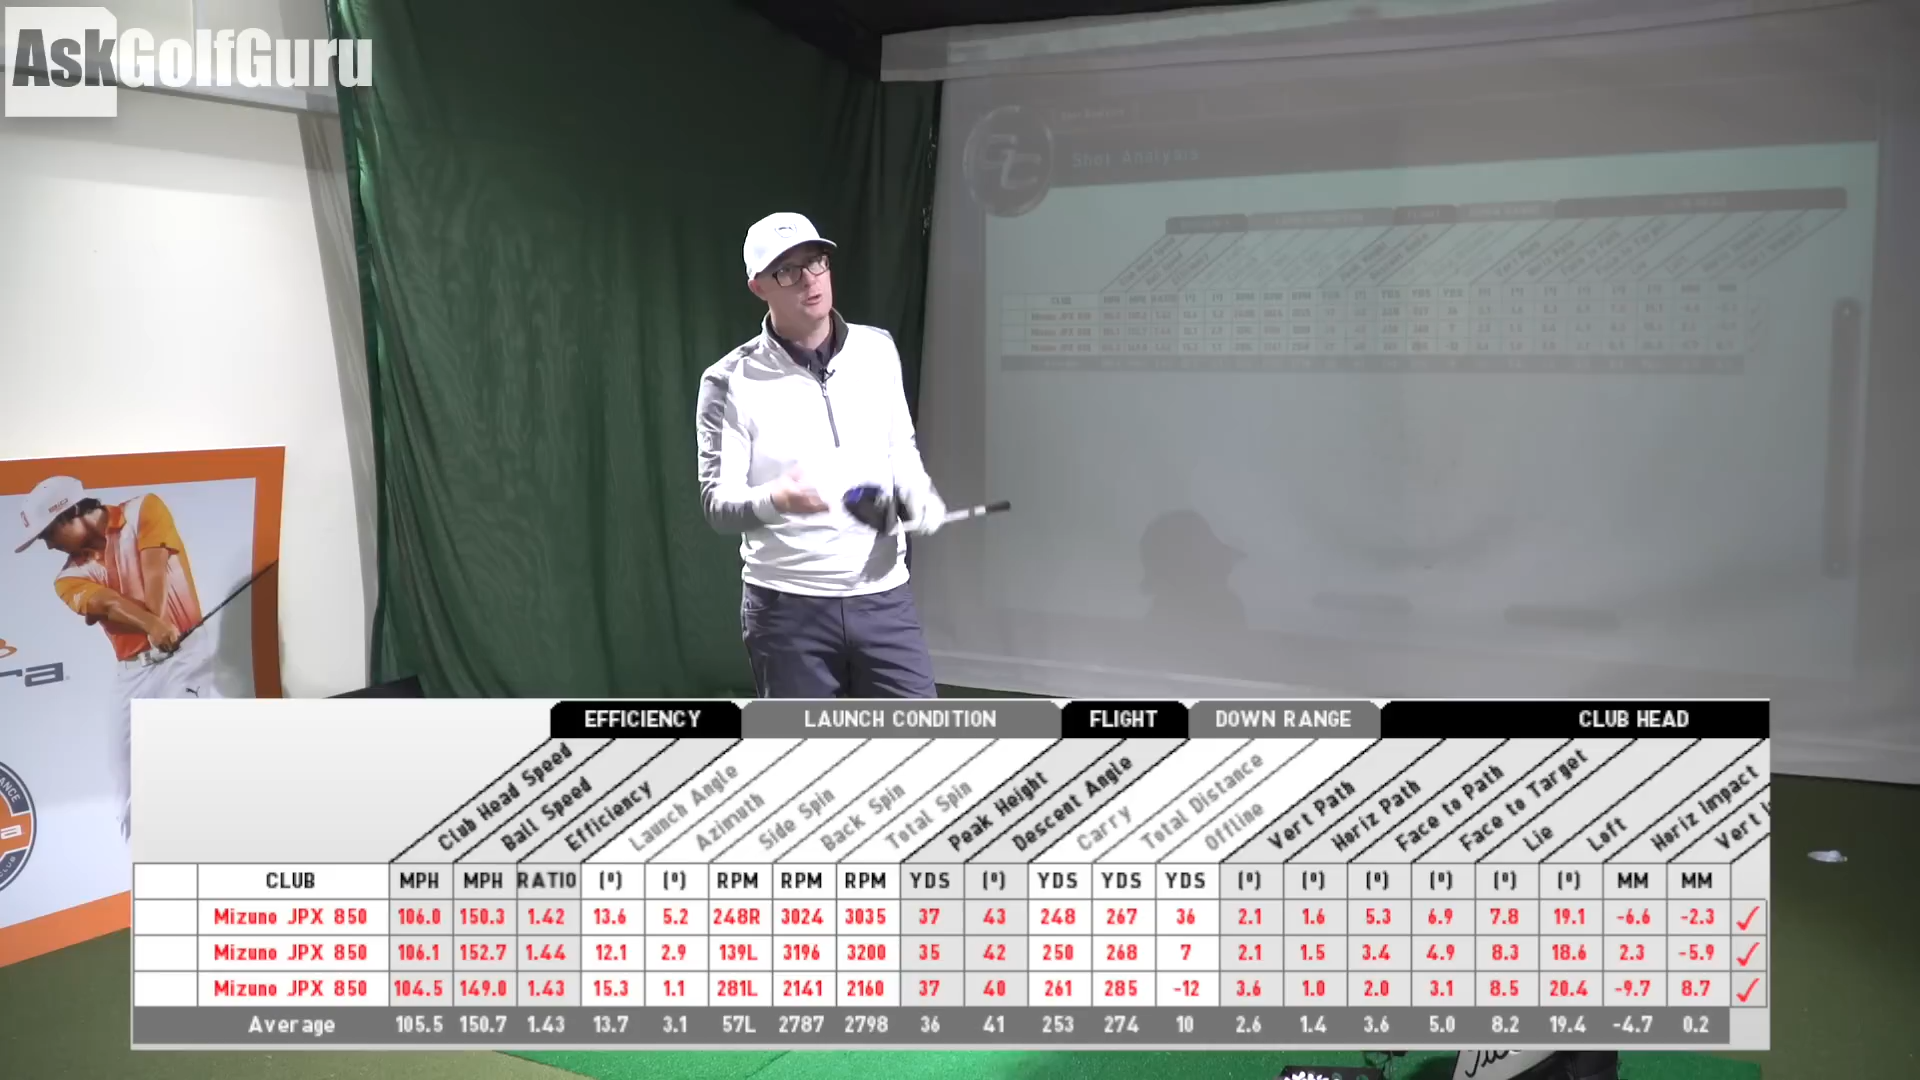 AskGolfGuru
Shot Analysis
EFFICIENCY LAUNCH CONDITION FLIGHT DOWN RANGE CLUB HEAD
Club Head Speed Ball Speed Efficiency Launch Angle Azimuth Side Spin Back Spin Total Spin Peak Height Descent Angle Carry Total Distance Offline Vert Path Horiz Path Face to Path Face to Target Lie Loft Horiz Impact Vert
CLUB MPH MPH RATIO (º) (º) RPM RPM RPM YDS (º) YDS YDS YDS (º) (º) (º) (º) (º) (º) MM MM
Mizuno JPX 850 106.0 150.3 1.42 13.6 5.2 248R 3024 3035 37 43 248 267 36 2.1 1.6 5.3 6.9 7.8 19.1 -6.6 -2.3
Mizuno JPX 850 106.1 152.7 1.44 12.1 2.9 139L 3196 3200 35 42 250 268 7 2.1 1.5 3.4 4.9 8.3 18.6 2.3 -5.9
Mizuno JPX 850 104.5 149.0 1.43 15.3 1.1 281L 2141 2160 37 40 261 285 -12 3.6 1.0 2.0 3.1 8.5 20.4 -9.7 8.7
Average 105.5 150.7 1.43 13.7 3.1 57L 2787 2798 36 41 253 274 10 2.6 1.4 3.6 5.0 8.2 19.4 -4.7 0.2